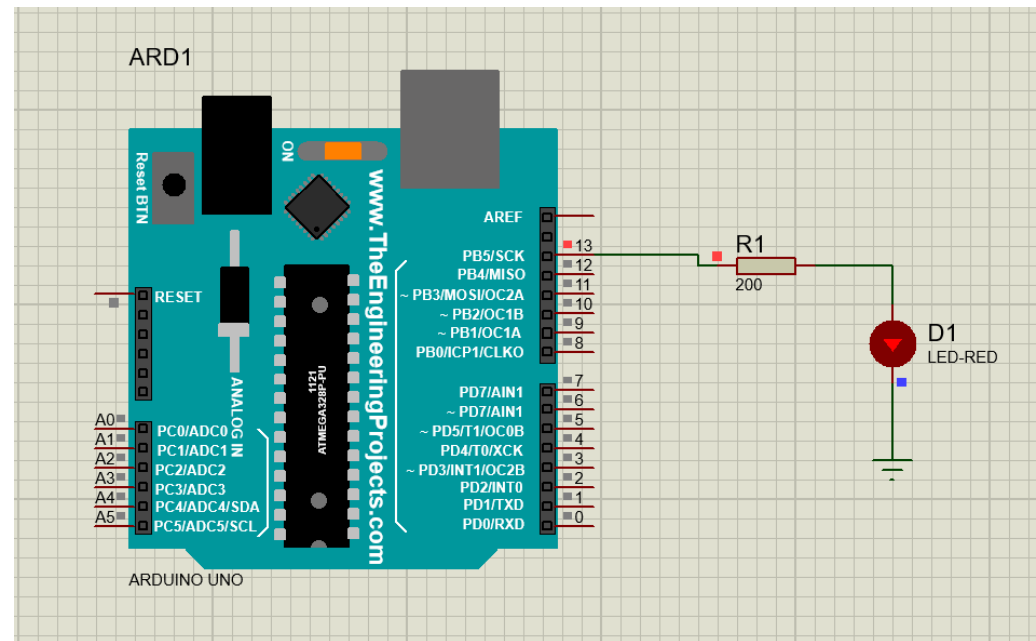 ARD1
Reset BTN
ON
www.TheEngineeringProjects.com
RESET
ANALOG IN
1121
ATMEGA328P-PU
A0 PC0/ADC0
A1 PC1/ADC1
A2 PC2/ADC2
A3 PC3/ADC3
A4 PC4/ADC4/SDA
A5 PC5/ADC5/SCL
AREF
PB5/SCK 13
PB4/MISO 12
~ PB3/MOSI/OC2A 11
~ PB2/OC1B 10
~ PB1/OC1A 9
PB0/ICP1/CLKO 8
PD7/AIN1 7
~ PD7/AIN1 6
~ PD5/T1/OC0B 5
PD4/T0/XCK 4
~ PD3/INT1/OC2B 3
PD2/INT0 2
PD1/TXD 1
PD0/RXD 0
ARDUINO UNO
R1
200
D1
LED-RED